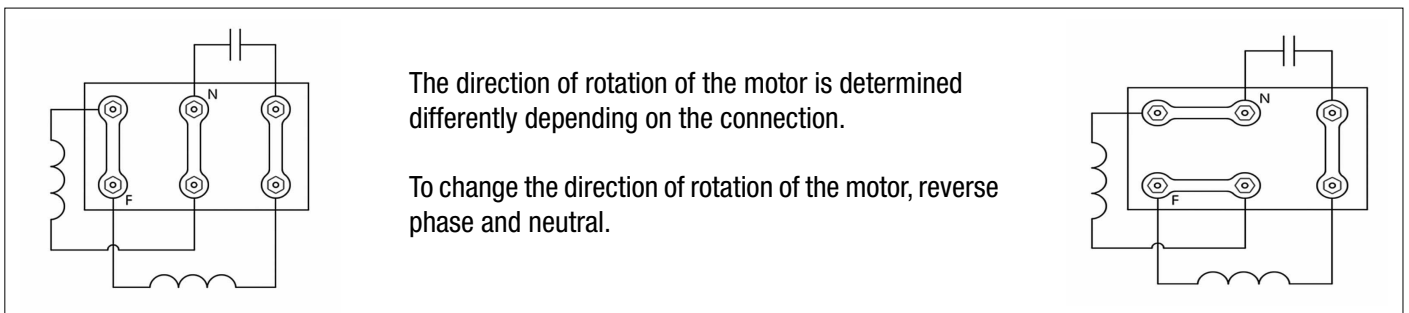 N
F
The direction of rotation of the motor is determined
differently depending on the connection.
To change the direction of rotation of the motor, reverse
phase and neutral.
N
F